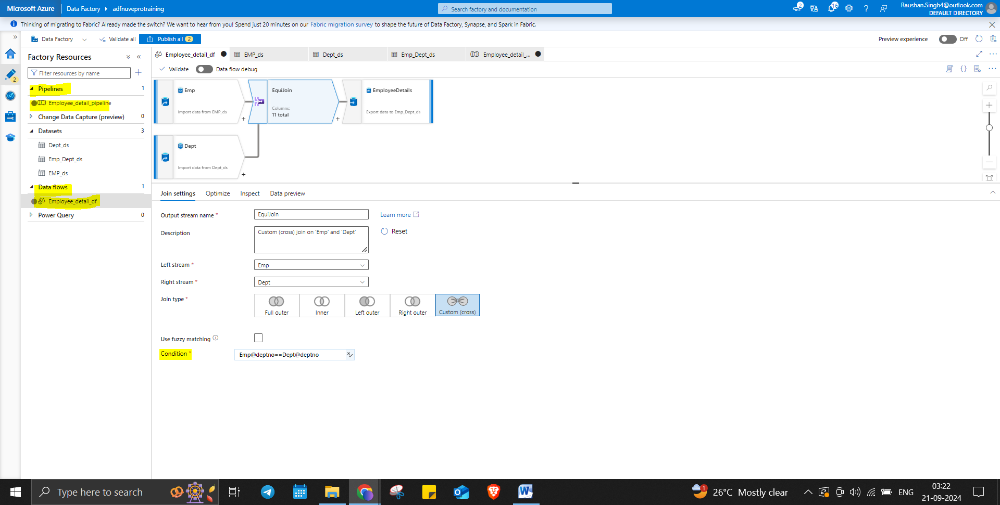 Microsoft Azure
Data Factory
adfnuveprotraining
Search factory and documentation
2
16
Raushan.Singh4@outlook.com
DEFAULT DIRECTORY
Thinking of migrating to Fabric? Already made the switch? We want to hear from you! Spend just 20 minutes on our Fabric migration survey to shape the future of Data Factory, Synapse, and Spark in Fabric.
Data Factory
Validate all
Publish all 2
Preview experience
Off
Factory Resources
Filter resources by name
2
Pipelines 1
Employee_detail_pipeline
Change Data Capture (preview) 0
Datasets 3
Dept_ds
Emp_Dept_ds
EMP_ds
Data flows 1
Employee_detail_df
Power Query 0
Employee_detail_df
EMP_ds
Dept_ds
Emp_Dept_ds
Employee_detail_...
Validate
Data flow debug
Emp
Import data from EMP_ds
+
EquiJoin
Columns:
11 total
+
EmployeeDetails
Export data to Emp_Dept_ds
Dept
Import data from Dept_ds
+
Join settings
Optimize
Inspect
Data preview
Output stream name *
EquiJoin
Learn more
Description
Custom (cross) join on 'Emp' and 'Dept'
Reset
Left stream *
Emp
Right stream *
Dept
Join type *
Full outer
Inner
Left outer
Right outer
Custom (cross)
Use fuzzy matching
Condition *
Emp@deptno==Dept@deptno
Type here to search
1
26°C Mostly clear
ENG
03:22
21-09-2024